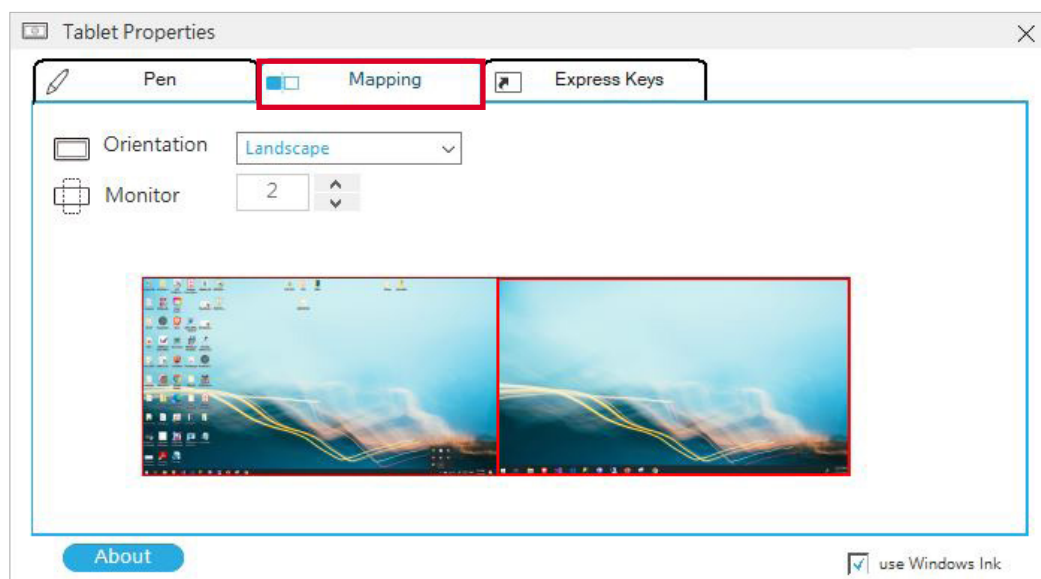 Tablet Properties
Pen
Mapping
Express Keys
Orientation
Landscape
Monitor
2
About
use Windows Ink